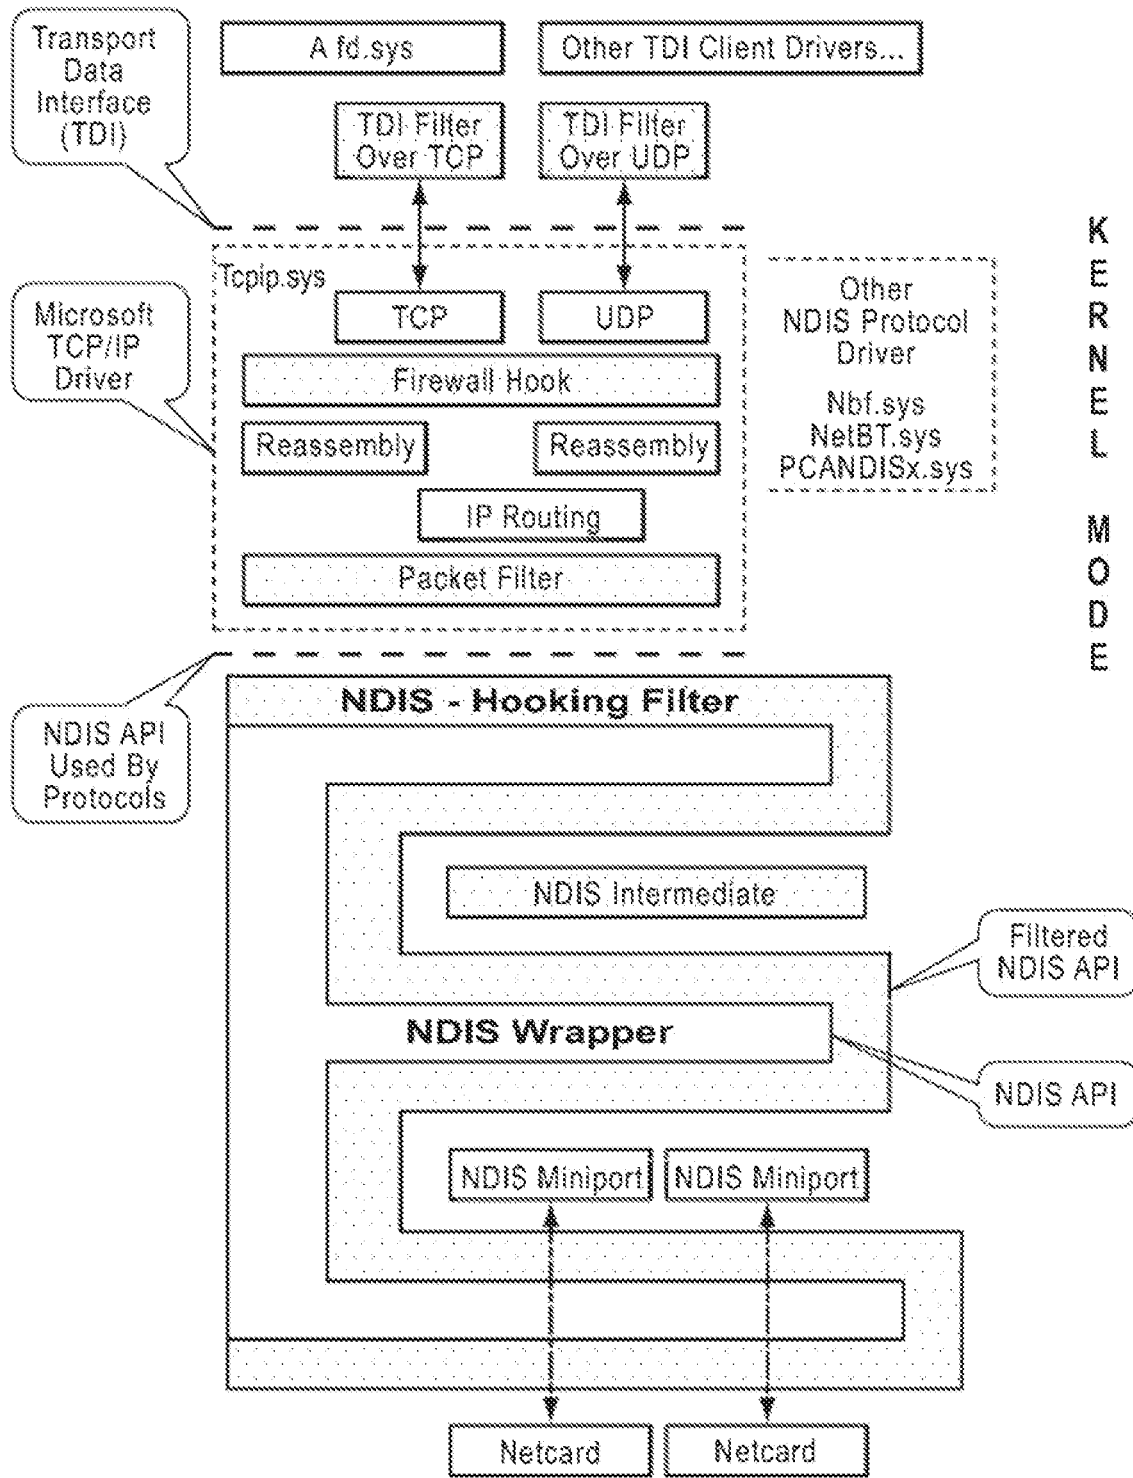 Transport
Data
Interface
(TDI)
A fd.sys
Other TDI Client Drivers...
TDI Filter
Over TCP
TDI Filter
Over UDP
Tcpip.sys
TCP
UDP
Microsoft
TCP/IP
Driver
Firewall Hook
Reassembly
Reassembly
IP Routing
Packet Filter
Other
NDIS Protocol
Driver
Nbf.sys
NetBT.sys
PCANDISx.sys
KERNEL MODE
NDIS API
Used By
Protocols
NDIS - Hooking Filter
NDIS Intermediate
Filtered
NDIS API
NDIS Wrapper
NDIS API
NDIS Miniport
NDIS Miniport
Netcard
Netcard